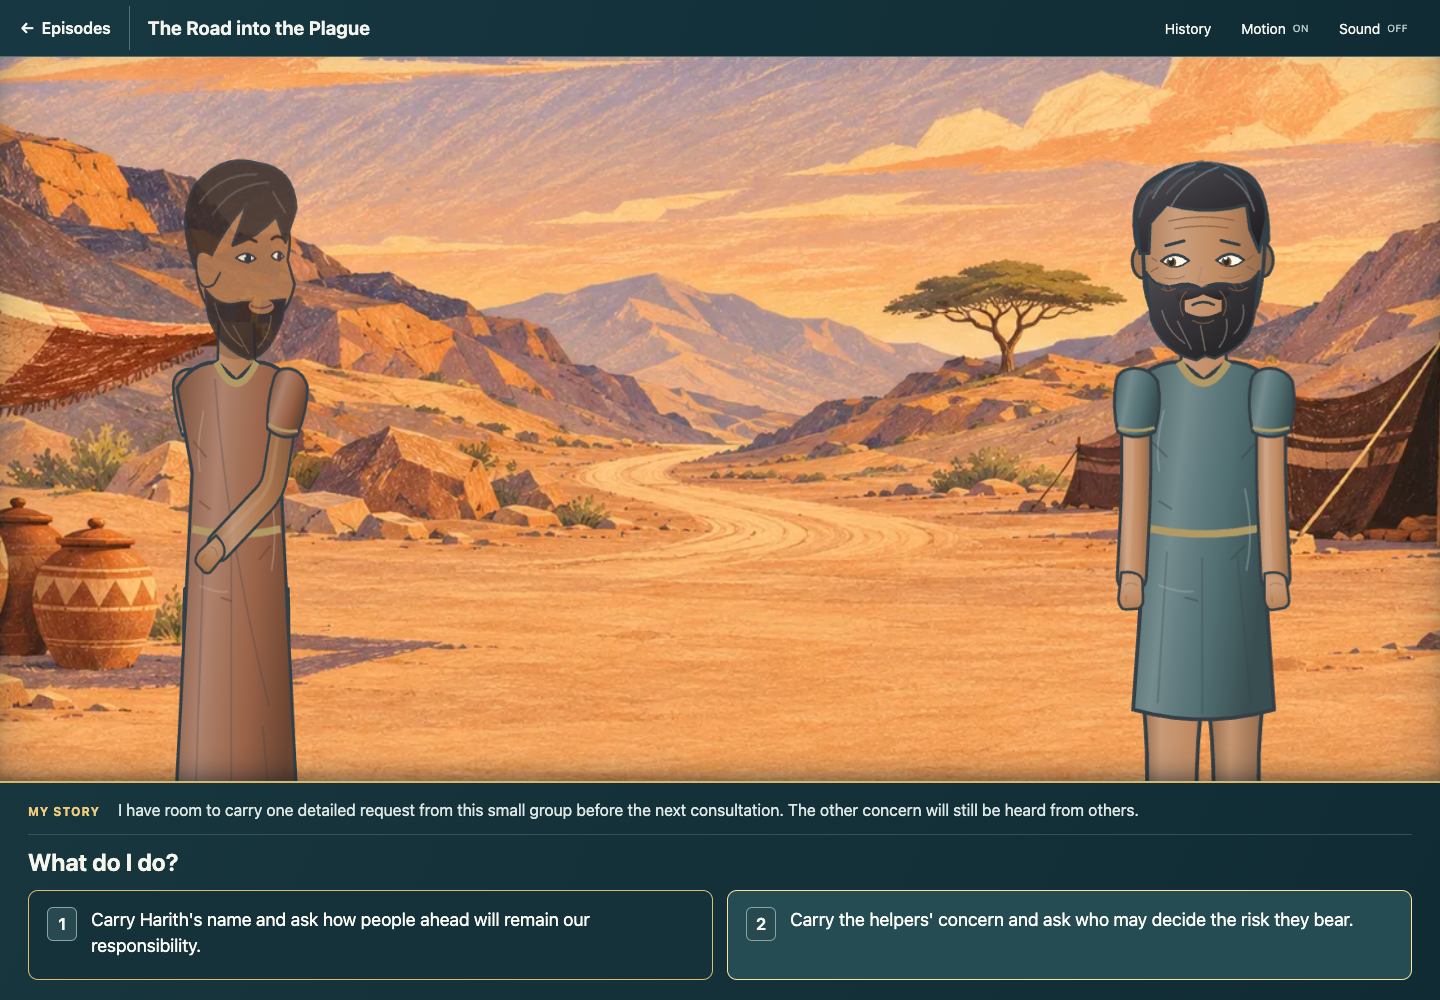 ← Episodes
The Road into the Plague
History
Motion ON
Sound OFF
MY STORY I have room to carry one detailed request from this small group before the next consultation. The other concern will still be heard from others.
What do I do?
1 Carry Harith's name and ask how people ahead will remain our
responsibility.
2 Carry the helpers' concern and ask who may decide the risk they bear.